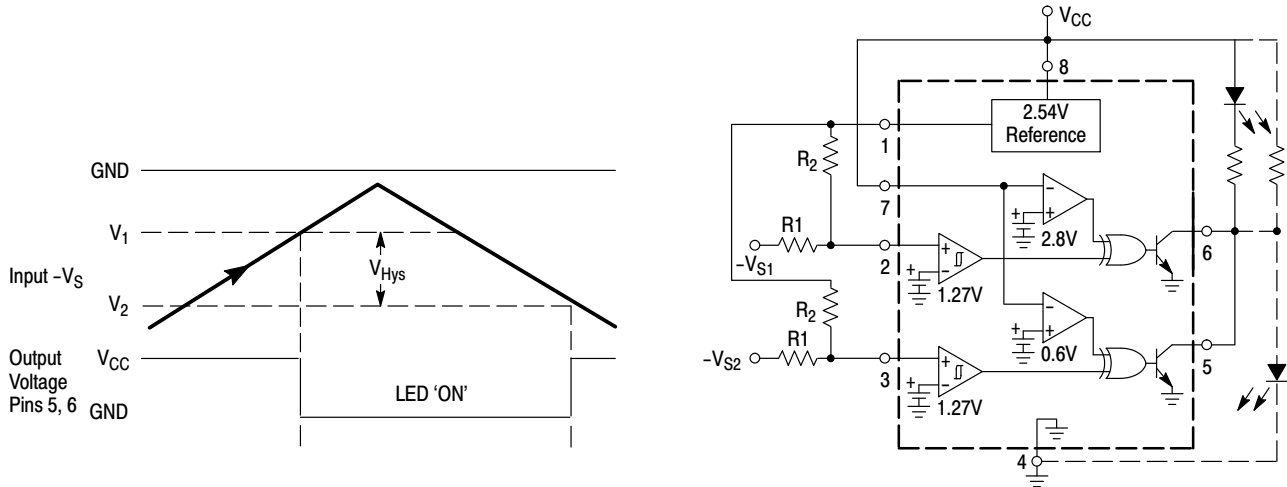 GND
V1
Input –VS
VHys
V2
Output
Voltage
Pins 5, 6
VCC
GND
LED ‘ON’
VCC
8
2.54V
Reference
1
R2
7
–
+
+
2.8V
6
R1
–VS1
2
+
–
+
1.27V
R2
–
+
+
0.6V
5
R1
–VS2
3
+
–
+
1.27V
4